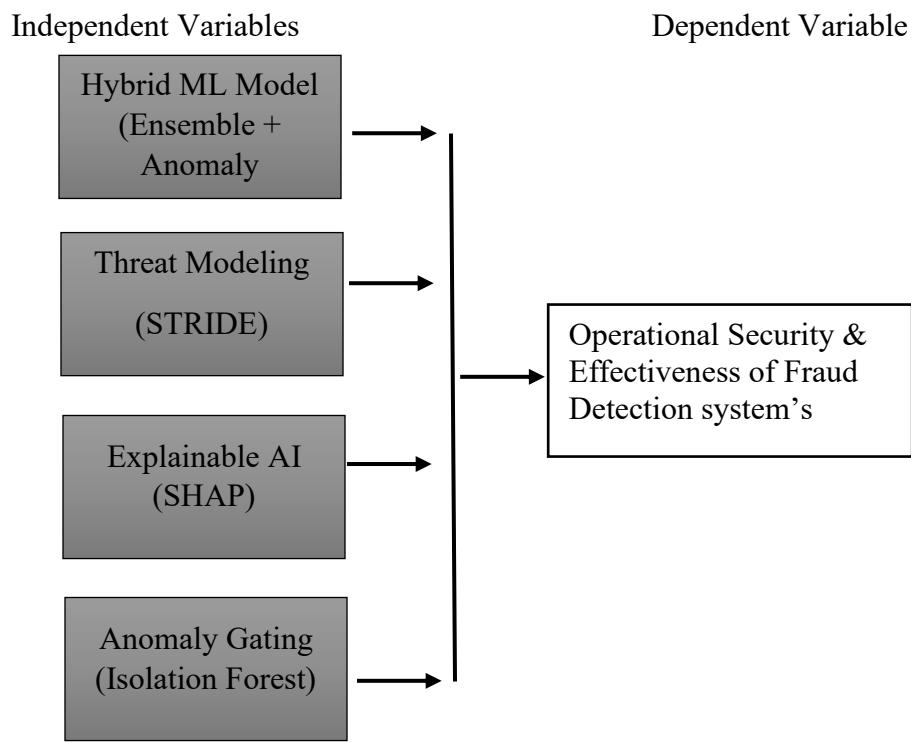 Independent Variables
Dependent Variable
Hybrid ML Model
(Ensemble +
Anomaly
Threat Modeling
(STRIDE)
Operational Security &
Effectiveness of Fraud
Detection system’s
Explainable AI
(SHAP)
Anomaly Gating
(Isolation Forest)